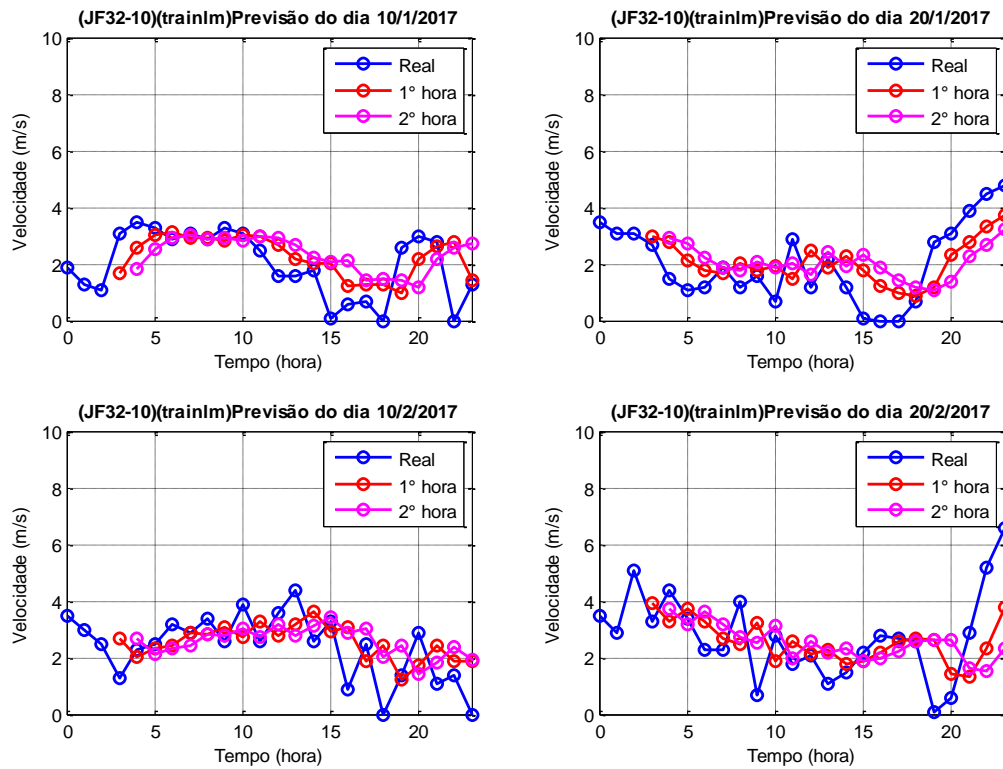 (JF32-10)(trainlm)Previsão do dia 10/1/2017
10
8
6
4
2
0
0
5
10
15
20
Velocidade (m/s)
Tempo (hora)
Real
1° hora
2° hora
(JF32-10)(trainlm)Previsão do dia 20/1/2017
10
8
6
4
2
0
0
5
10
15
20
Velocidade (m/s)
Tempo (hora)
Real
1° hora
2° hora
(JF32-10)(trainlm)Previsão do dia 10/2/2017
10
8
6
4
2
0
0
5
10
15
20
Velocidade (m/s)
Tempo (hora)
Real
1° hora
2° hora
(JF32-10)(trainlm)Previsão do dia 20/2/2017
10
8
6
4
2
0
0
5
10
15
20
Velocidade (m/s)
Tempo (hora)
Real
1° hora
2° hora